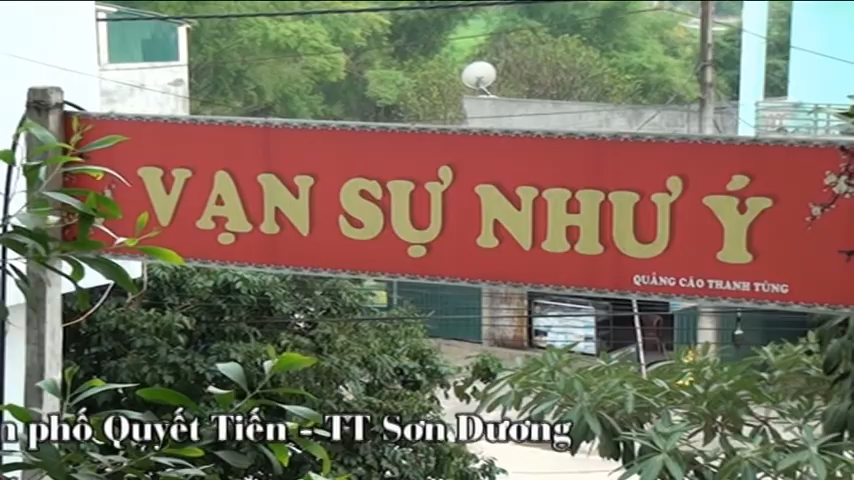 VẠN SỰ NHƯ Ý
QUẢNG CÁO THANH TÙNG
phố Quyết Tiến - TT Sơn Dương